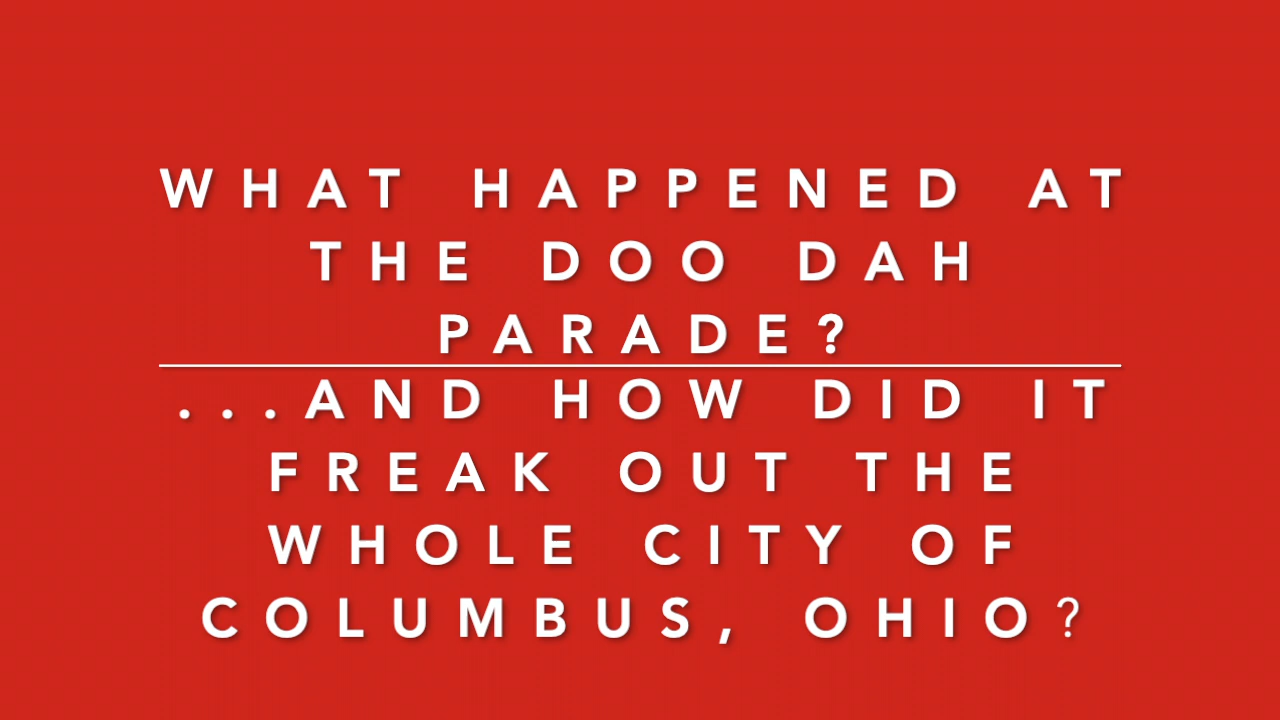 WHAT HAPPENED AT
THE DOO DAH
PARADE?
...AND HOW DID IT
FREAK OUT THE
WHOLE CITY OF
COLUMBUS, OHIO?